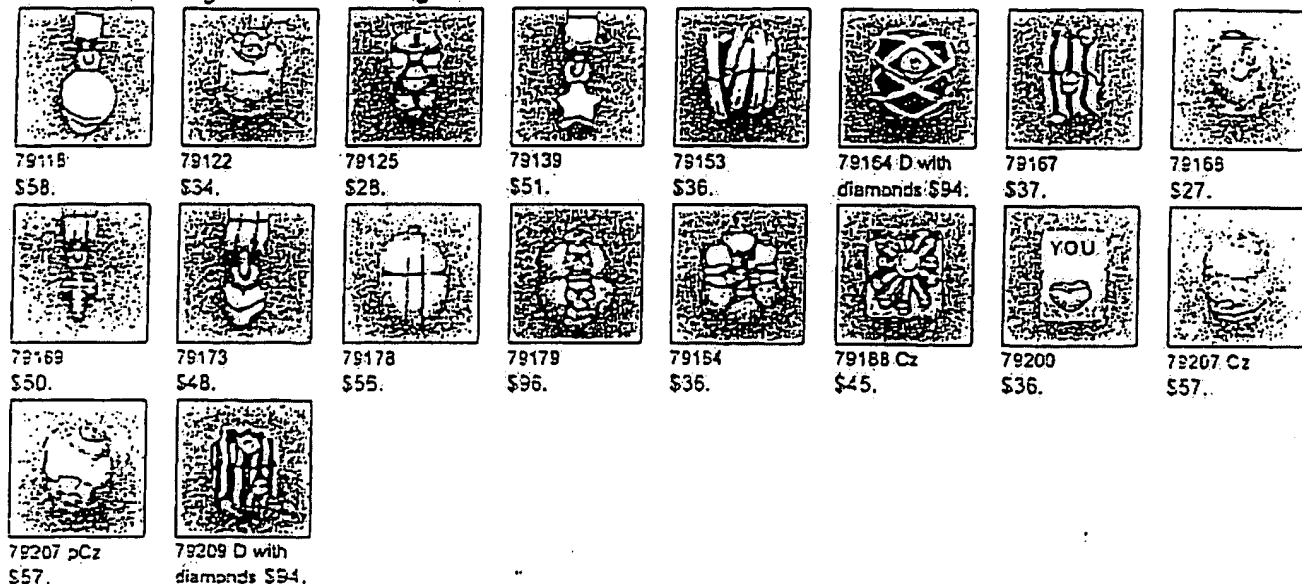 79118 79122 79125 79139 79153 79164 D with 79167 79168
$58. $34. $28. $51. $36. diamonds $94. $37. $27.
YOU
79169 79173 79178 79179 79184 79188 Cz 79200 79207 Cz
$50. $48. $55. $96. $36. $45. $36. $57.
79207 pCz 79209 D with
$57. diamonds $94.